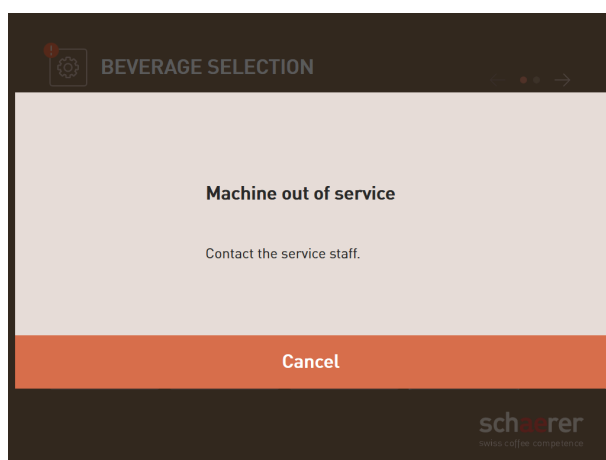 !
BEVERAGE SELECTION
Machine out of service
Contact the service staff.
Cancel
schaerer
swiss coffee competence